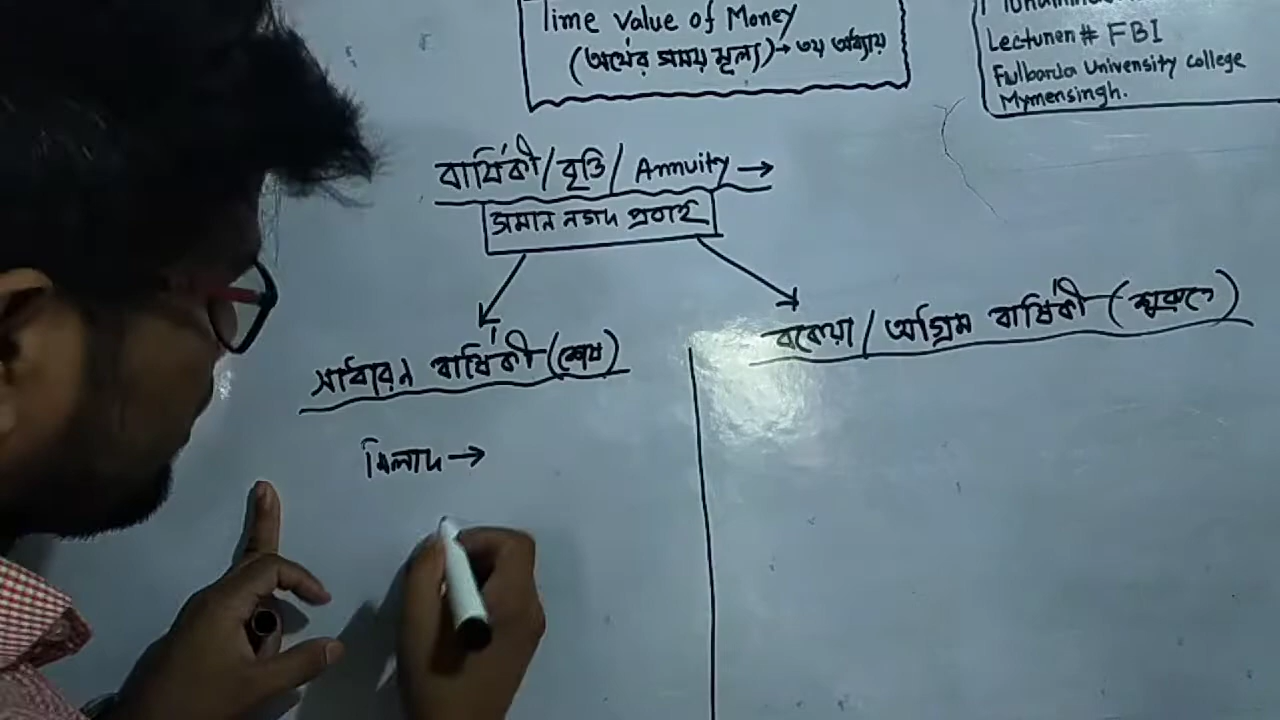 Time Value of Money
(অর্থের সময় মূল্য)→ ৩য় অধ্যায়
Lecturer # FBI
Fulbaria University college
Mymensingh.
বার্ষিকী/বৃত্তি/ Annuity →
সমান নগদ প্রবাহ
সাধারন বার্ষিকী (শেষ)
বকেয়া / অগ্রিম বার্ষিকী (শুরুতে)
মিলাদ →